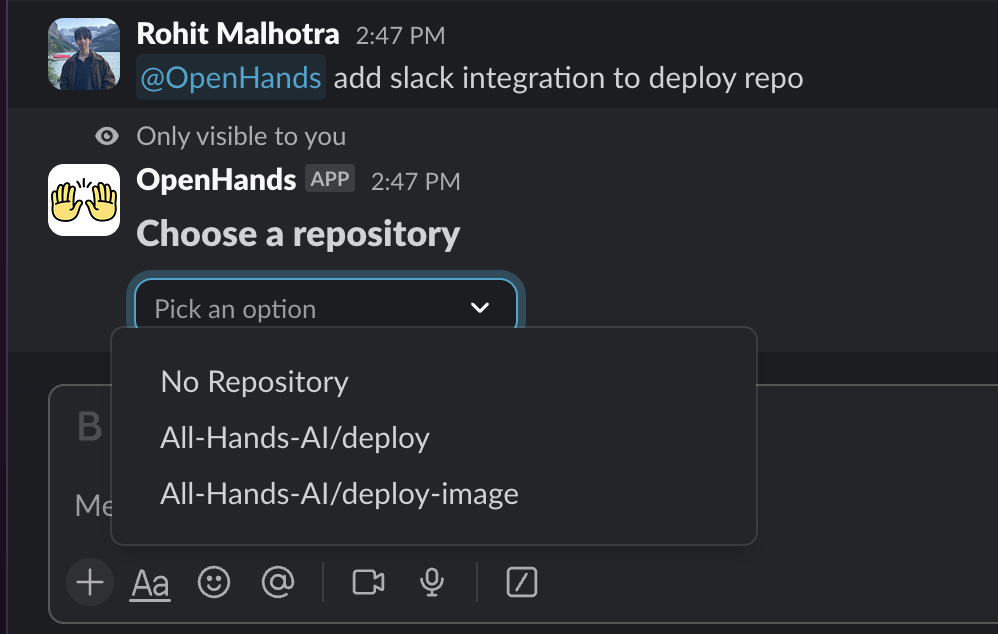 Rohit Malhotra 2:47 PM
@OpenHands add slack integration to deploy repo
Only visible to you
OpenHands APP 2:47 PM
Choose a repository
Pick an option
No Repository
B
All-Hands-AI/deploy
All-Hands-AI/deploy-image
Me
Aa